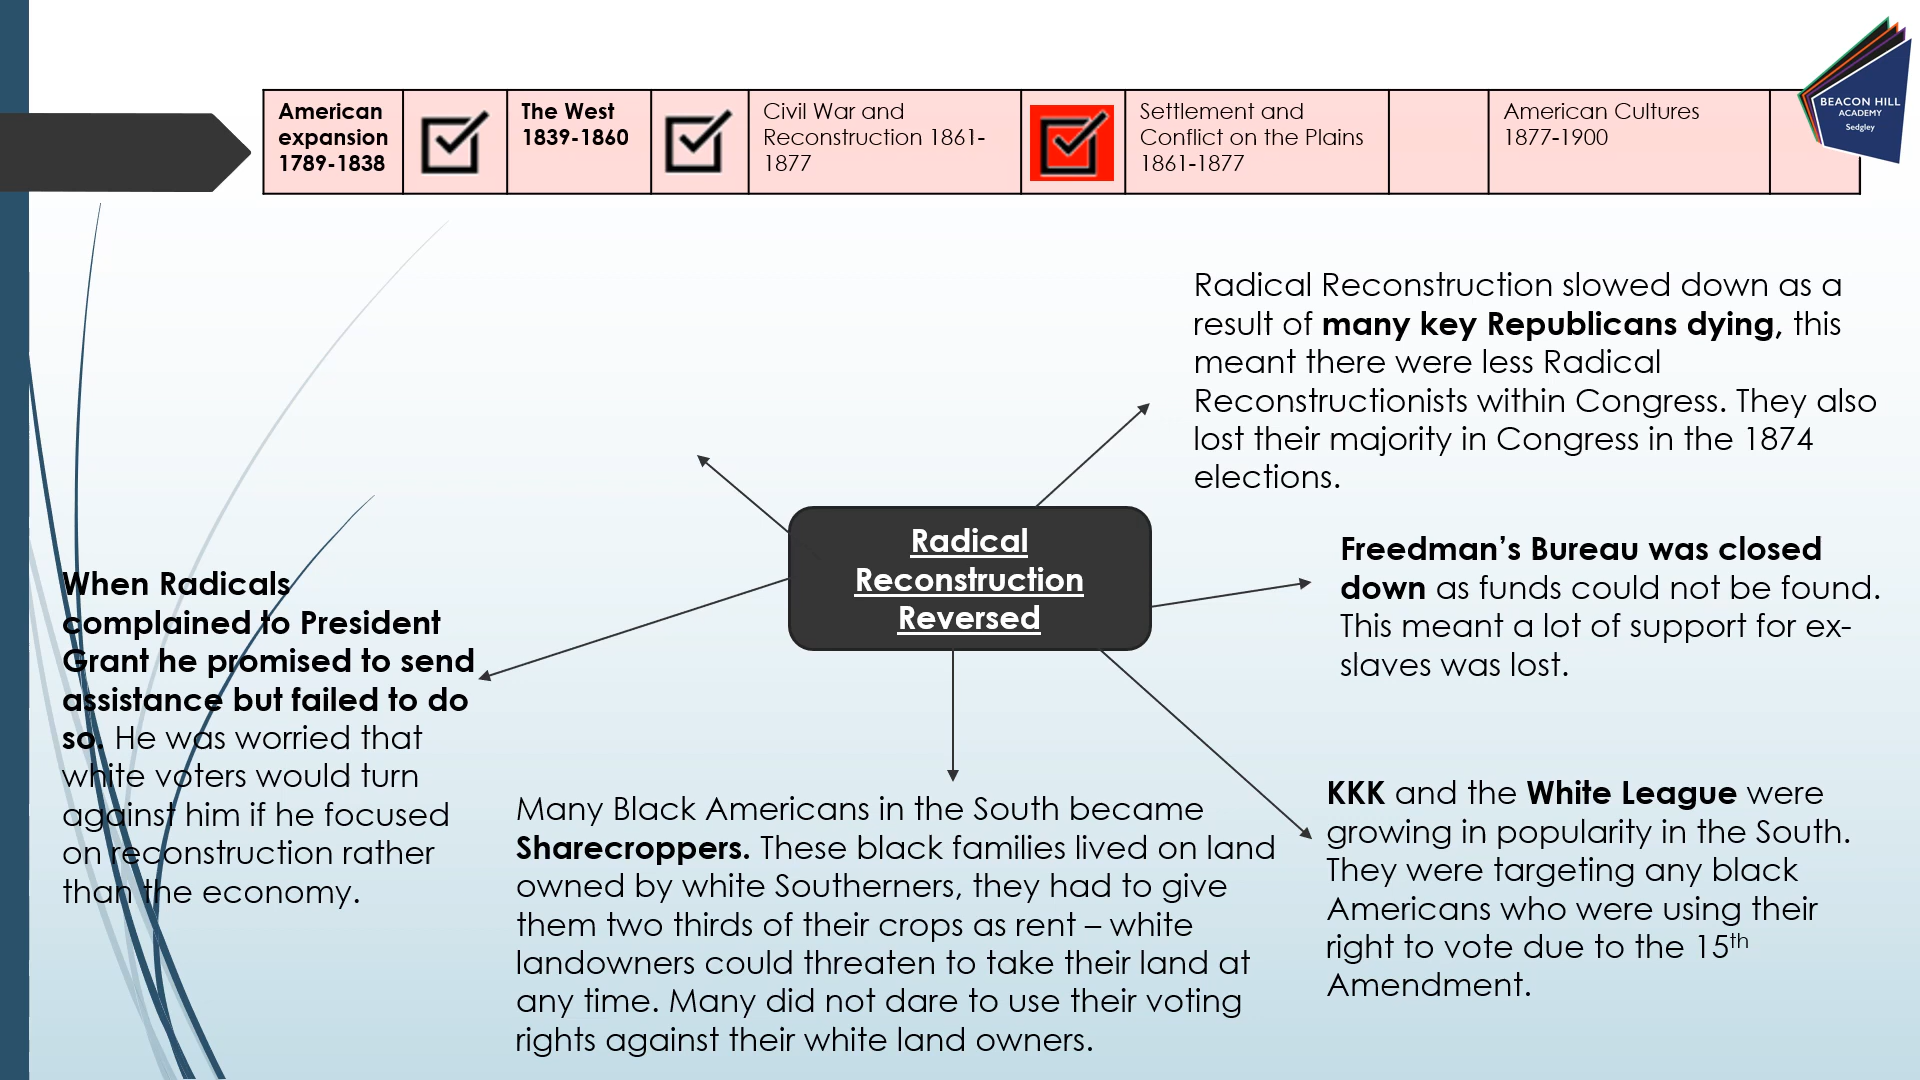 American
expansion
1789-1838
The West
1839-1860
Civil War and
Reconstruction 1861-
1877
Settlement and
Conflict on the Plains
1861-1877
American Cultures
1877-1900
BEACON HILL
ACADEMY
Sedgley
Radical Reconstruction slowed down as a
result of many key Republicans dying, this
meant there were less Radical
Reconstructionists within Congress. They also
lost their majority in Congress in the 1874
elections.
Radical
Reconstruction
Reversed
Freedman’s Bureau was closed
down as funds could not be found.
This meant a lot of support for ex-
slaves was lost.
When Radicals
complained to President
Grant he promised to send
assistance but failed to do
so. He was worried that
white voters would turn
against him if he focused
on reconstruction rather
than the economy.
Many Black Americans in the South became
Sharecroppers. These black families lived on land
owned by white Southerners, they had to give
them two thirds of their crops as rent – white
landowners could threaten to take their land at
any time. Many did not dare to use their voting
rights against their white land owners.
KKK and the White League were
growing in popularity in the South.
They were targeting any black
Americans who were using their
right to vote due to the 15th
Amendment.